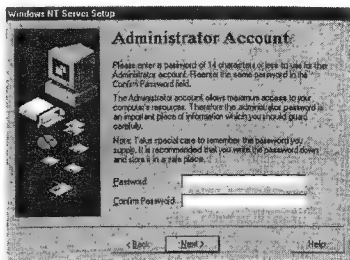 Windows NT Server Setup
Administrator Account
Please enter a password of 14 characters or less to use for the
Administrator account. Reenter the same password in the
Confirm Password field.
The Administrator account allows maximum access to your
computer's resources. Therefore the administrator password is
an important piece of information which you should guard
carefully.
Note: Take special care to remember the password you
supply. It is recommended that you write the password down
and store it in a safe place.
Password:
Confirm Password:
< Back
Next >
Help